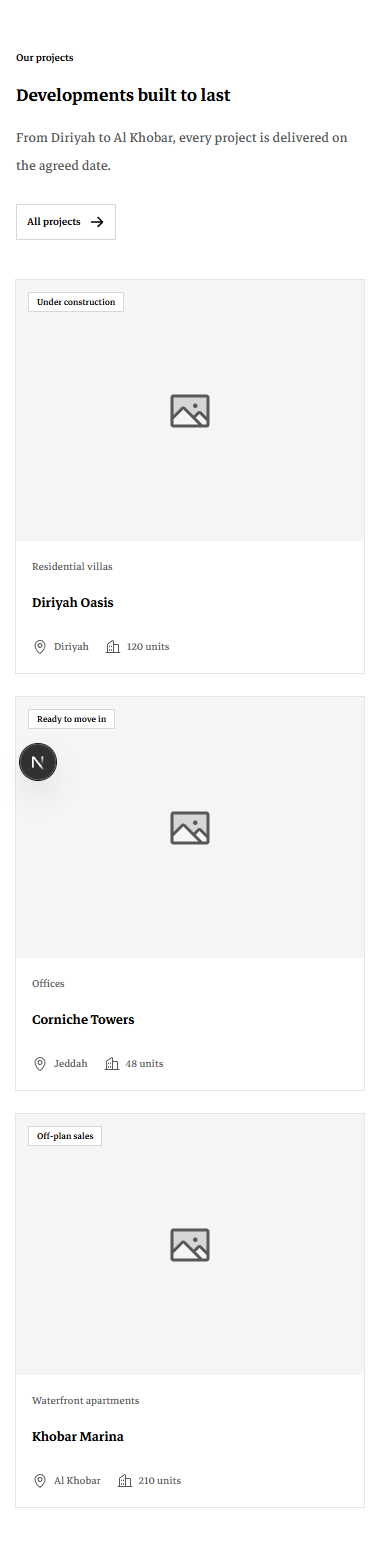 Our projects
Developments built to last
From Diriyah to Al Khobar, every project is delivered on
the agreed date.
All projects
Under construction
Residential villas
Diriyah Oasis
Diriyah 120 units
Ready to move in
N
Offices
Corniche Towers
Jeddah 48 units
Off-plan sales
Waterfront apartments
Khobar Marina
Al Khobar 210 units